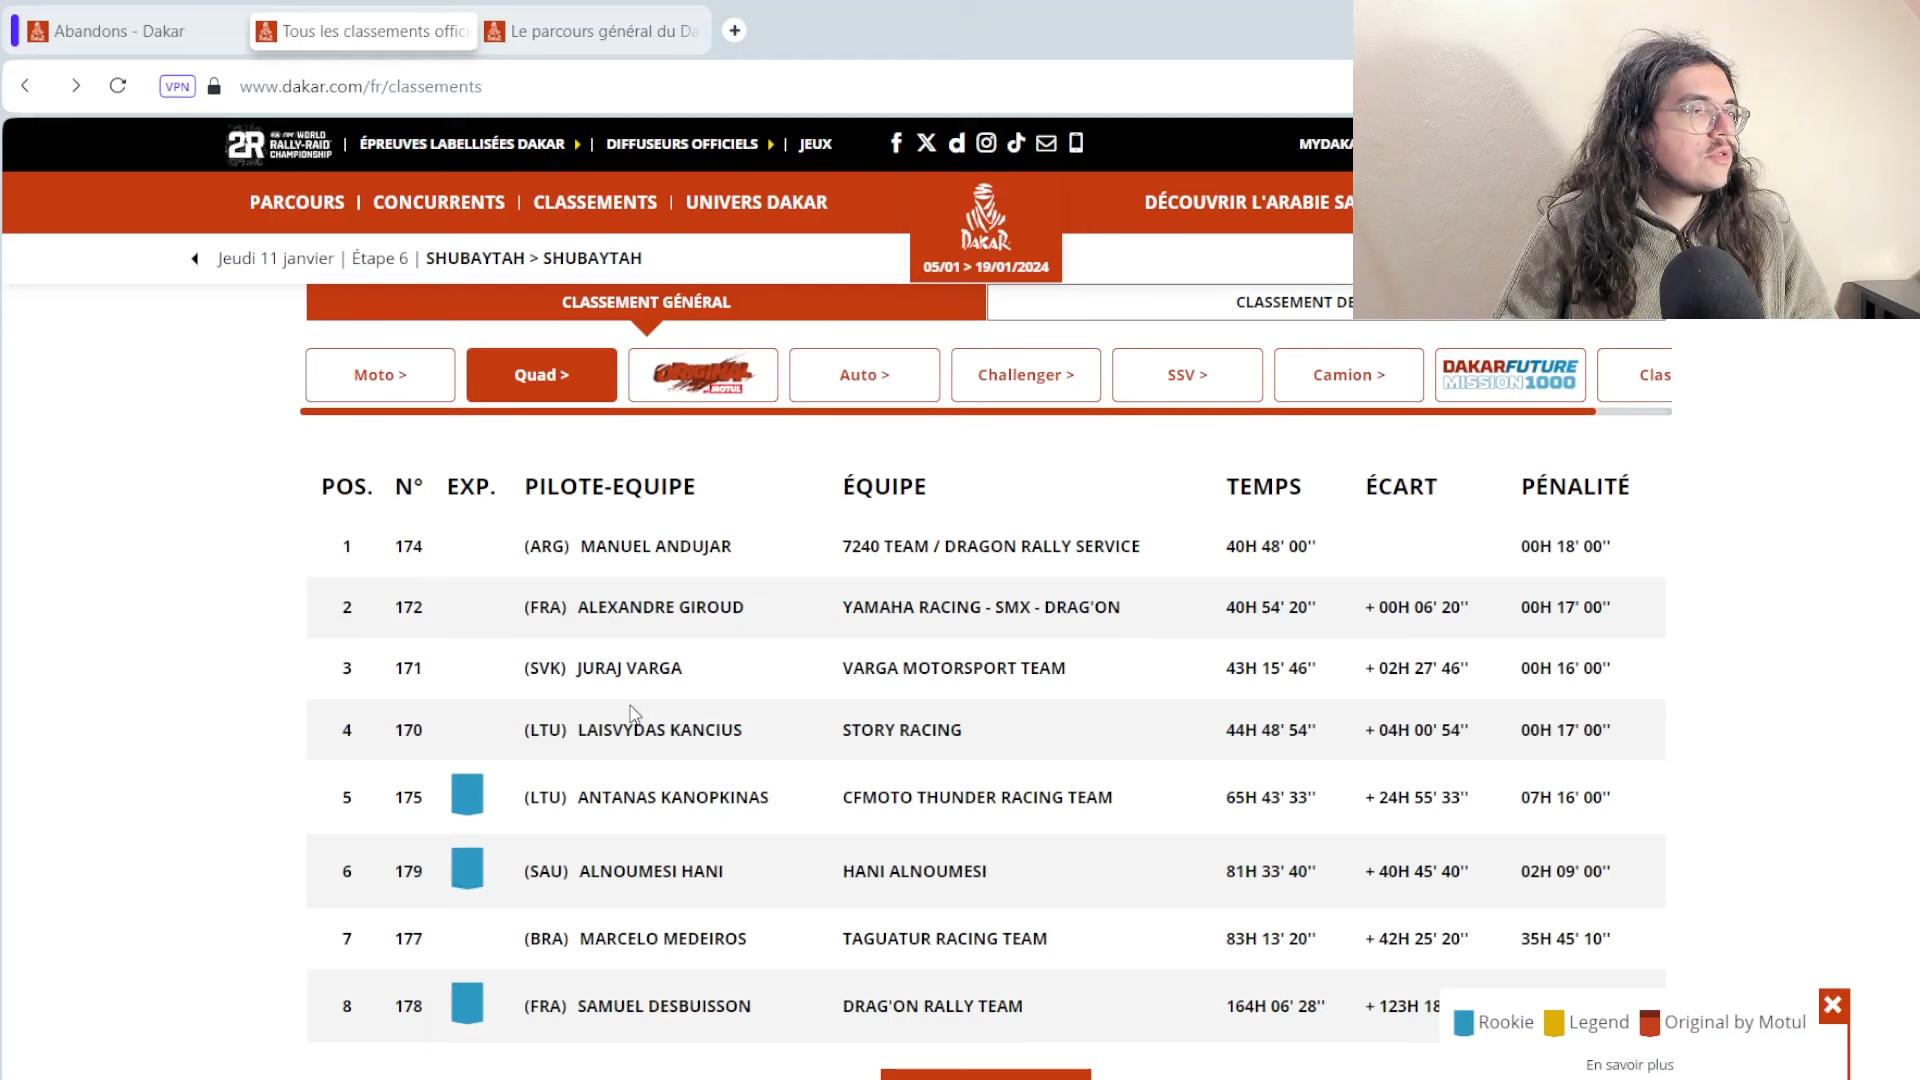 Abandons - Dakar
Tous les classements offic
Le parcours général du Da
VPN
www.dakar.com/fr/classements
2R WORLD RALLY-RAID CHAMPIONSHIP | ÉPREUVES LABELLISÉES DAKAR | DIFFUSEURS OFFICIELS | JEUX
MYDAKA
PARCOURS | CONCURRENTS | CLASSEMENTS | UNIVERS DAKAR
DÉCOUVRIR L'ARABIE SA
DAKAR
05/01 > 19/01/2024
Jeudi 11 janvier | Étape 6 | SHUBAYTAH > SHUBAYTAH
CLASSEMENT GÉNÉRAL
CLASSEMENT DE
Moto >
Quad >
ORIGINAL BY MOTUL
Auto >
Challenger >
SSV >
Camion >
DAKARFUTURE
MISSION1000
Clas
POS. N° EXP. PILOTE-EQUIPE ÉQUIPE TEMPS ÉCART PÉNALITÉ
1 174 (ARG) MANUEL ANDUJAR 7240 TEAM / DRAGON RALLY SERVICE 40H 48' 00'' 00H 18' 00''
2 172 (FRA) ALEXANDRE GIROUD YAMAHA RACING - SMX - DRAG'ON 40H 54' 20'' + 00H 06' 20'' 00H 17' 00''
3 171 (SVK) JURAJ VARGA VARGA MOTORSPORT TEAM 43H 15' 46'' + 02H 27' 46'' 00H 16' 00''
4 170 (LTU) LAISVYDAS KANCIUS STORY RACING 44H 48' 54'' + 04H 00' 54'' 00H 17' 00''
5 175 (LTU) ANTANAS KANOPKINAS CFMOTO THUNDER RACING TEAM 65H 43' 33'' + 24H 55' 33'' 07H 16' 00''
6 179 (SAU) ALNOUMESI HANI HANI ALNOUMESI 81H 33' 40'' + 40H 45' 40'' 02H 09' 00''
7 177 (BRA) MARCELO MEDEIROS TAGUATUR RACING TEAM 83H 13' 20'' + 42H 25' 20'' 35H 45' 10''
8 178 (FRA) SAMUEL DESBUISSON DRAG'ON RALLY TEAM 164H 06' 28'' + 123H 18
Rookie Legend Original by Motul
En savoir plus